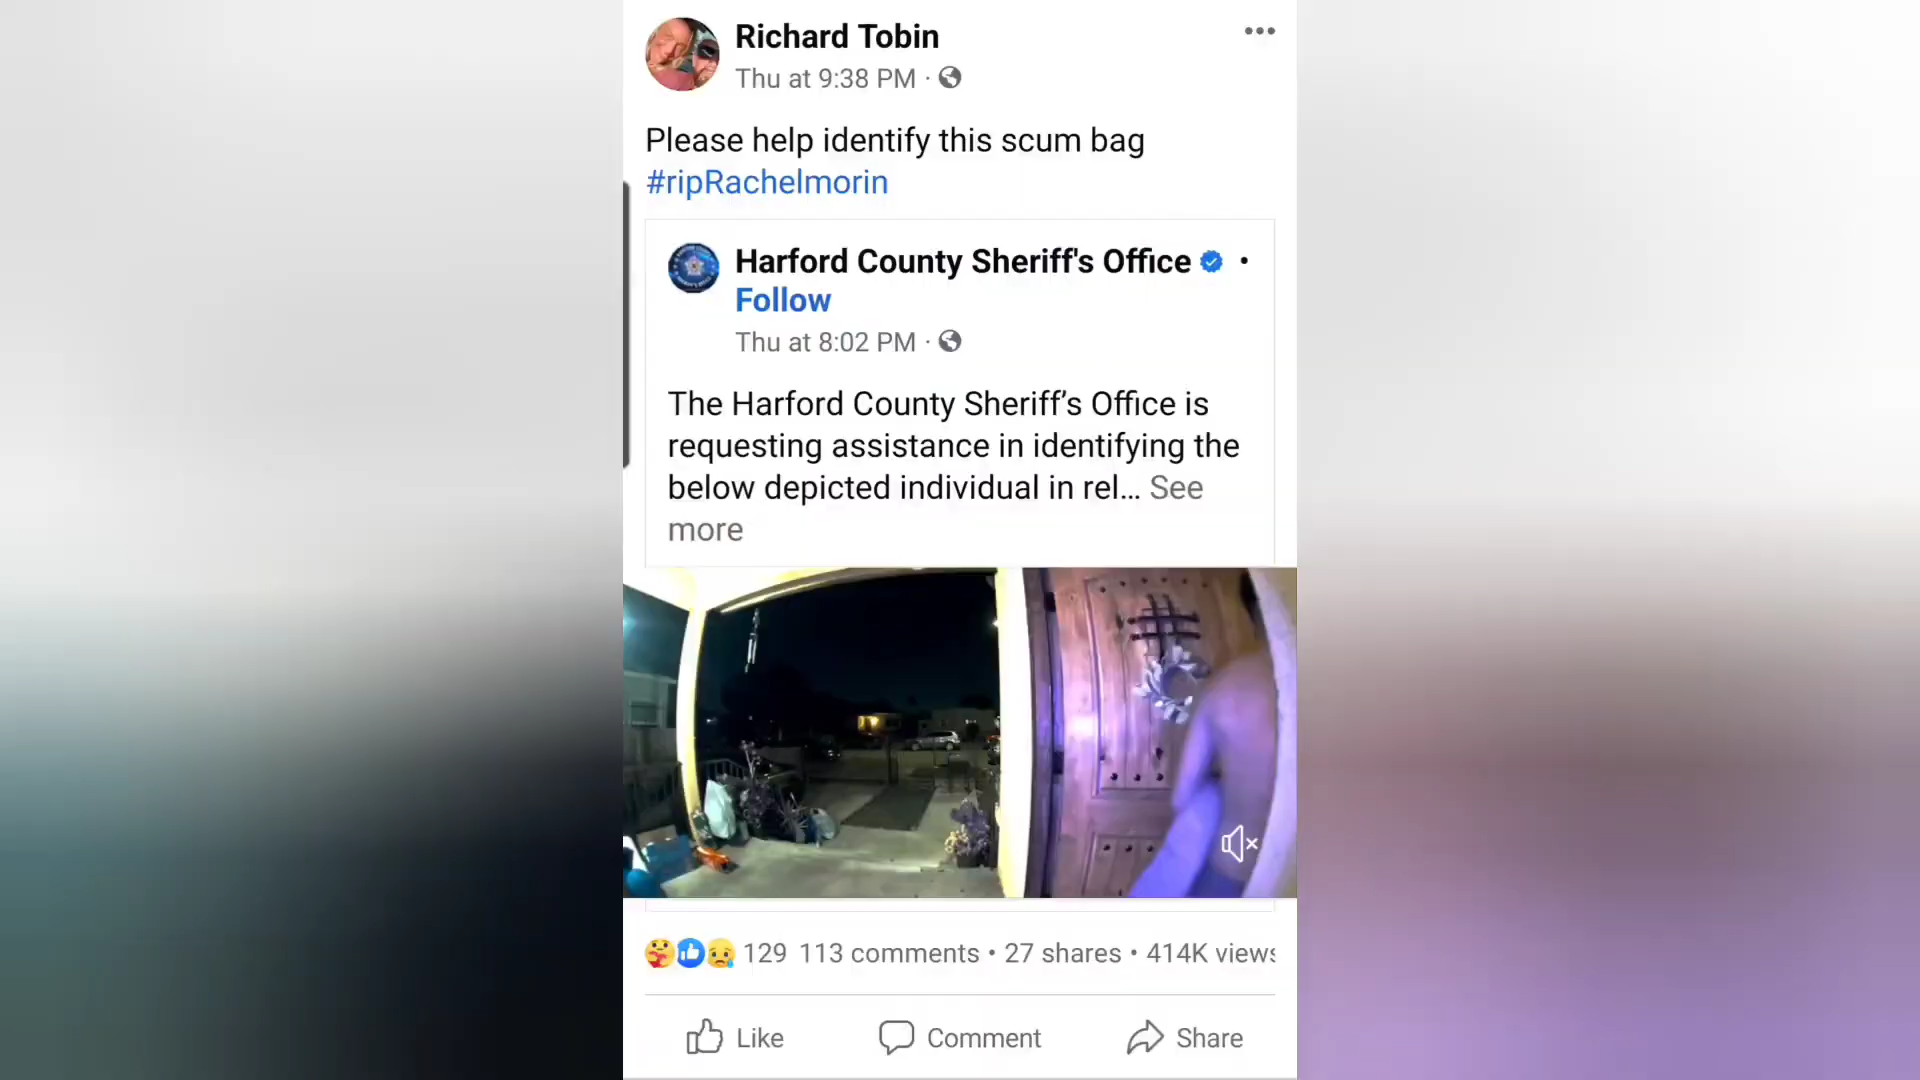 Richard Tobin
Thu at 9:38 PM ·
Please help identify this scum bag
#ripRachelmorin
Harford County Sheriff's Office ·
Follow
Thu at 8:02 PM ·
The Harford County Sheriff’s Office is
requesting assistance in identifying the
below depicted individual in rel... See
more
129 113 comments • 27 shares • 414K views
Like Comment Share